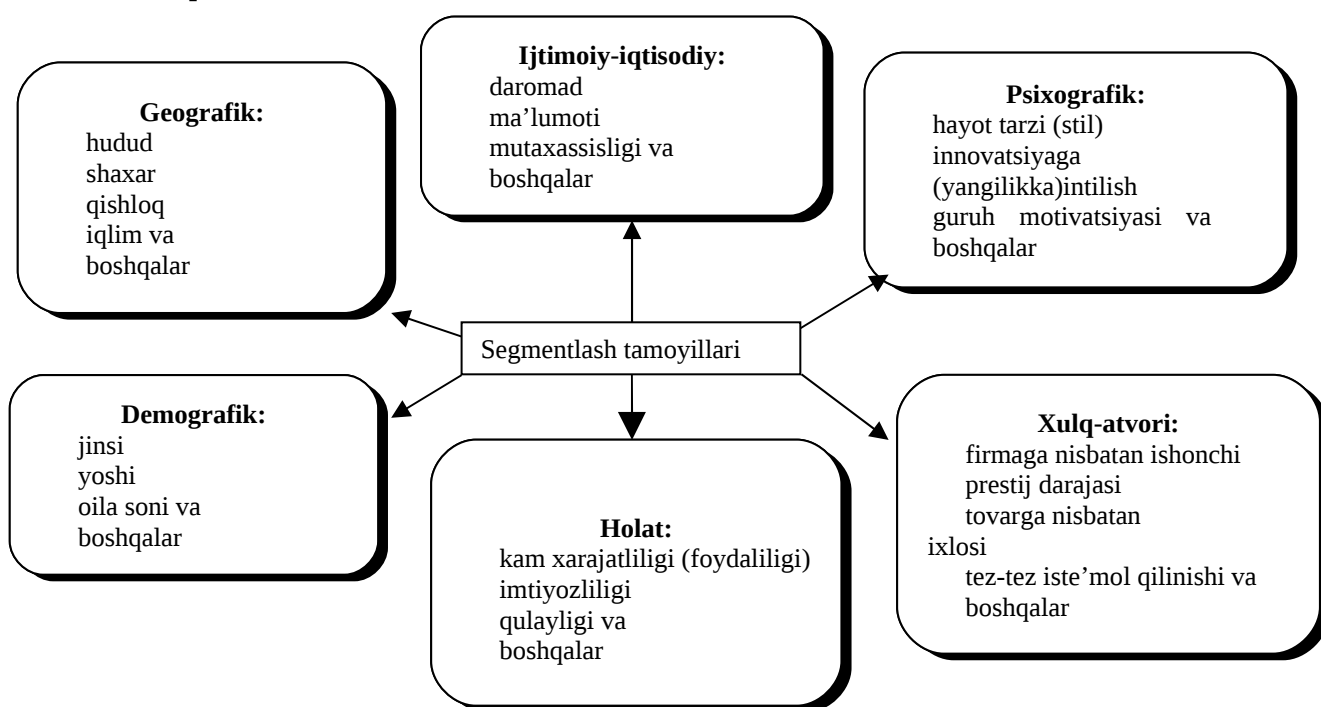 Ijtimoiy-iqtisodiy:
daromad
ma’lumoti
mutaxassisligi va
boshqalar
Geografik:
hudud
shaxar
qishloq
iqlim va
boshqalar
Psixografik:
hayot tarzi (stil)
innovatsiyaga
(yangilikka)intilish
guruh motivatsiyasi va
boshqalar
Segmentlash tamoyillari
Demografik:
jinsi
yoshi
oila soni va
boshqalar
Holat:
kam xarajatliligi (foydaliligi)
imtiyozliligi
qulayligi va
boshqalar
Xulq-atvori:
firmaga nisbatan ishonchi
prestij darajasi
tovarga nisbatan
ixlosi
tez-tez iste’mol qilinishi va
boshqalar